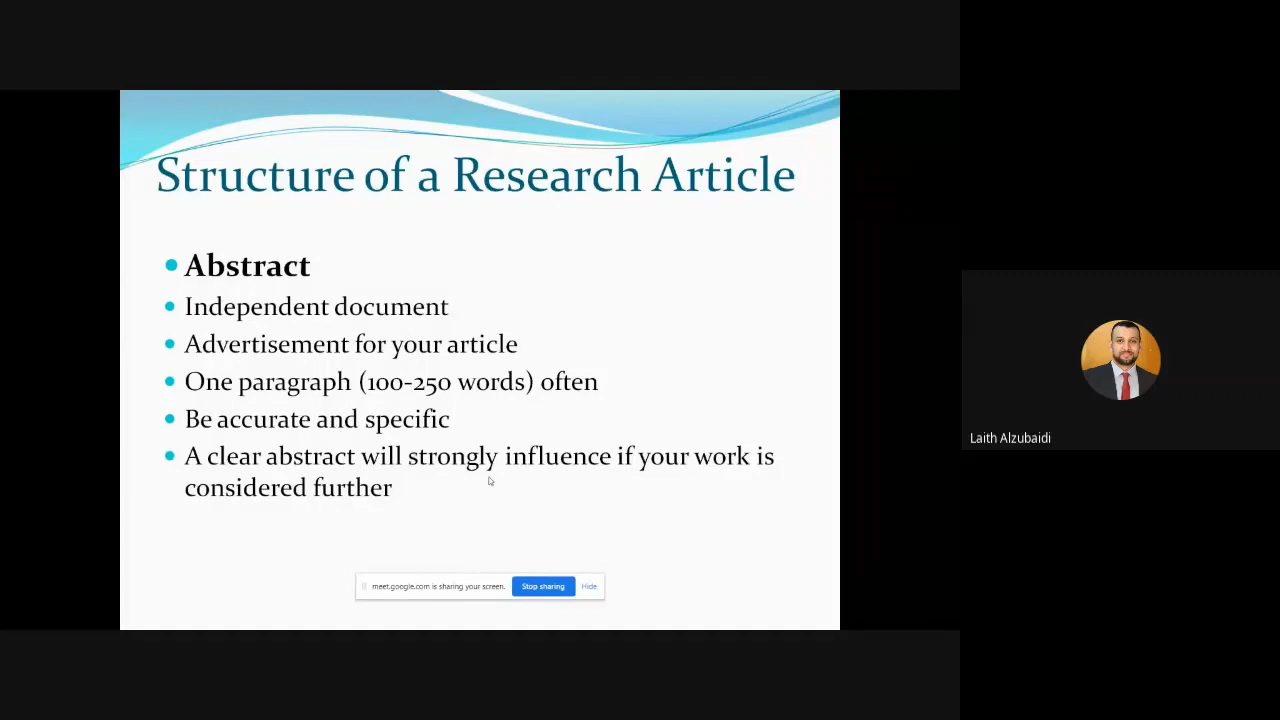 Structure of a Research Article
Abstract
Independent document
Advertisement for your article
One paragraph (100-250 words) often
Be accurate and specific
A clear abstract will strongly influence if your work is
considered further
meet.google.com is sharing your screen. Stop sharing Hide
Laith Alzubaidi